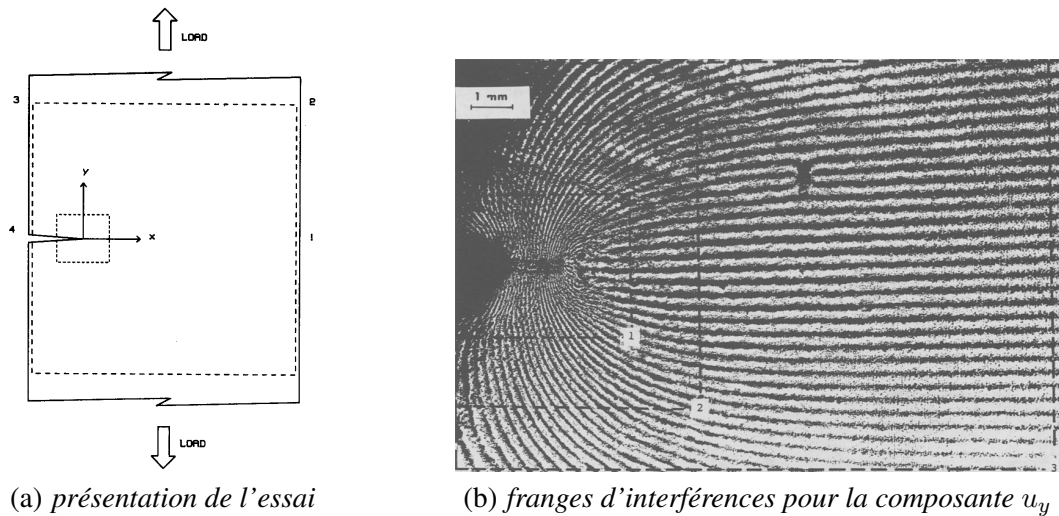 LOAD
3
2
Y
4
X
1
LOAD
1 mm
1
2
3
(a) présentation de l'essai
(b) franges d'interférences pour la composante u_y